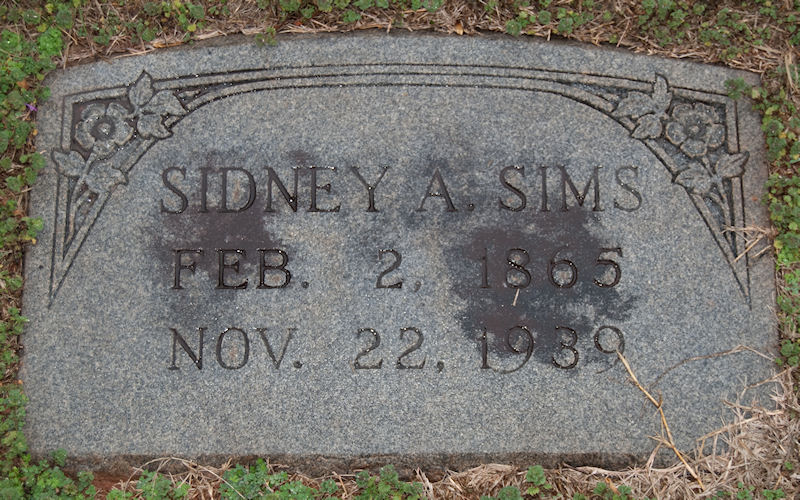 SIDNEY A. SIMS
FEB. 2, 1865
NOV. 22, 1939